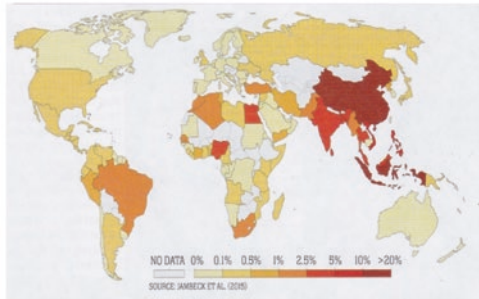 NO DATA 0% 0.1% 0.5% 1% 2.5% 5% 10% >20%
SOURCE: JAMBECK ET AL. (2015)